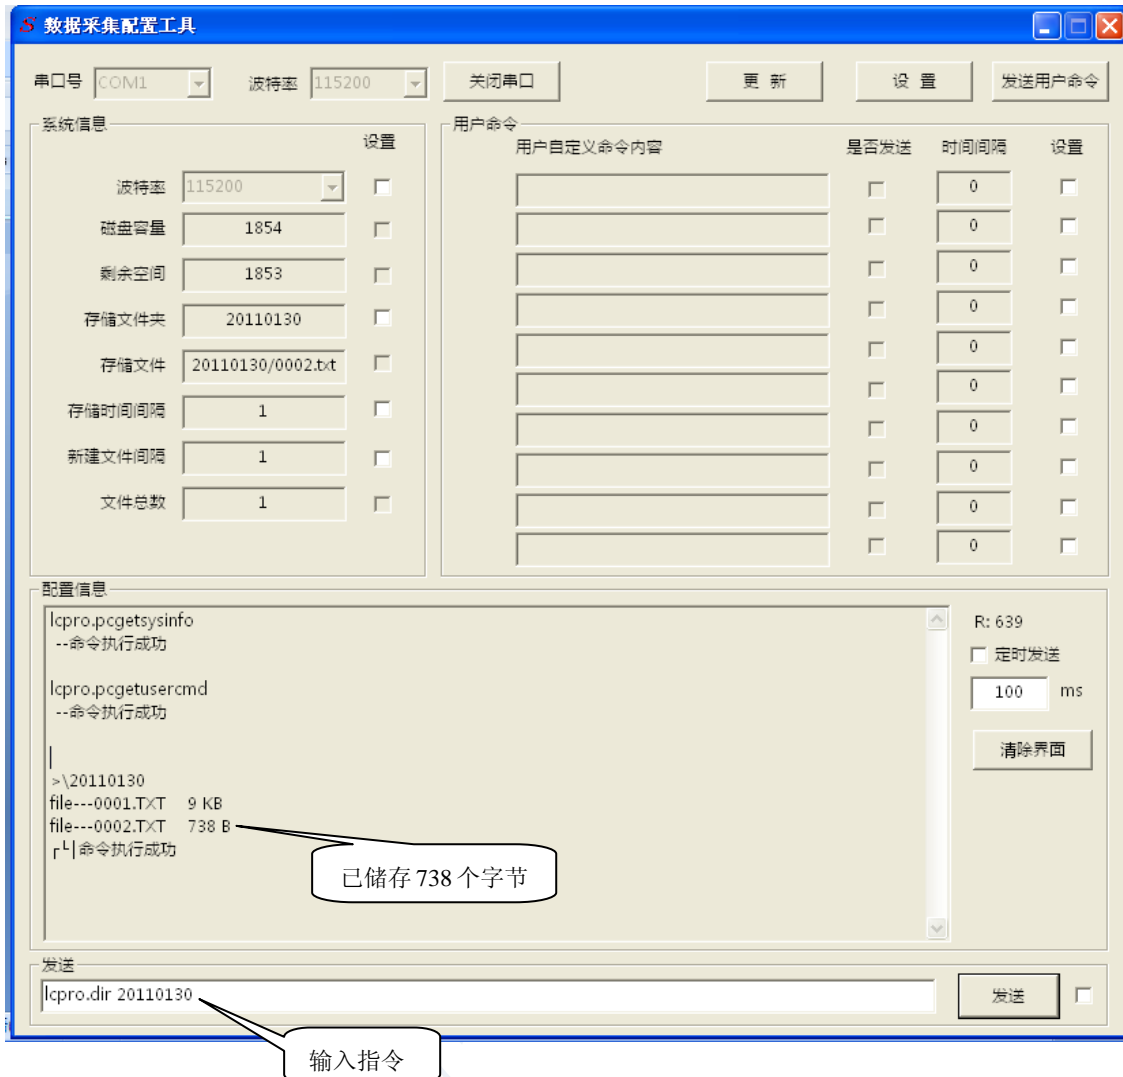 S 数据采集配置工具
串口号 COM1 波特率 115200 关闭串口 更 新 设 置 发送用户命令
系统信息
设置
波特率 115200
磁盘容量 1854
剩余空间 1853
存储文件夹 20110130
存储文件 20110130/0002.txt
存储时间间隔 1
新建文件间隔 1
文件总数 1
用户命令
用户自定义命令内容 是否发送 时间间隔 设置
0
0
0
0
0
0
0
0
0
0
配置信息
lcpro.pcgetsysinfo
--命令执行成功
lcpro.pcgetusercmd
--命令执行成功
>\20110130
file---0001.TXT 9 KB
file---0002.TXT 738 B
┌└|命令执行成功
已储存 738 个字节
R: 639
定时发送
100 ms
清除界面
发送
lcpro.dir 20110130
发送
输入指令